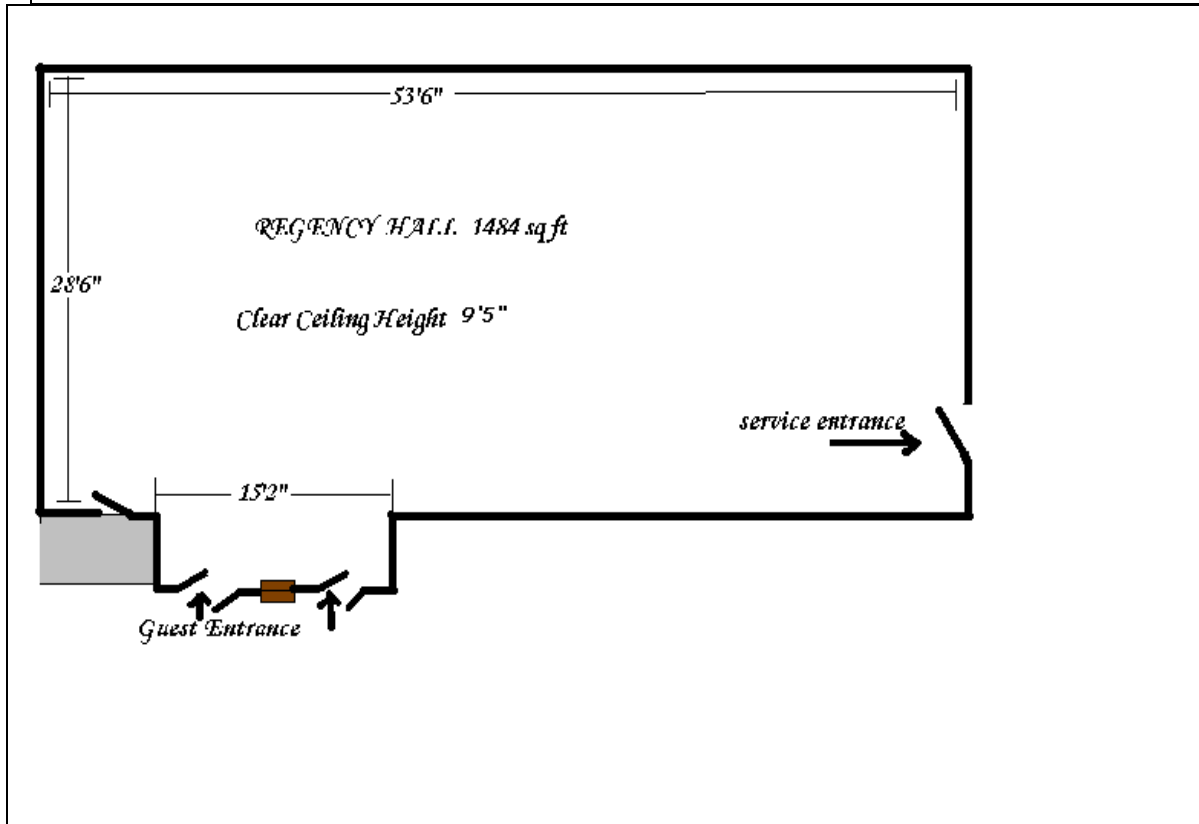 53'6"
REGENCY HALL 1484 sq ft
28'6"
Clear Ceiling Height 9'5"
service entrance
15'2"
Guest Entrance